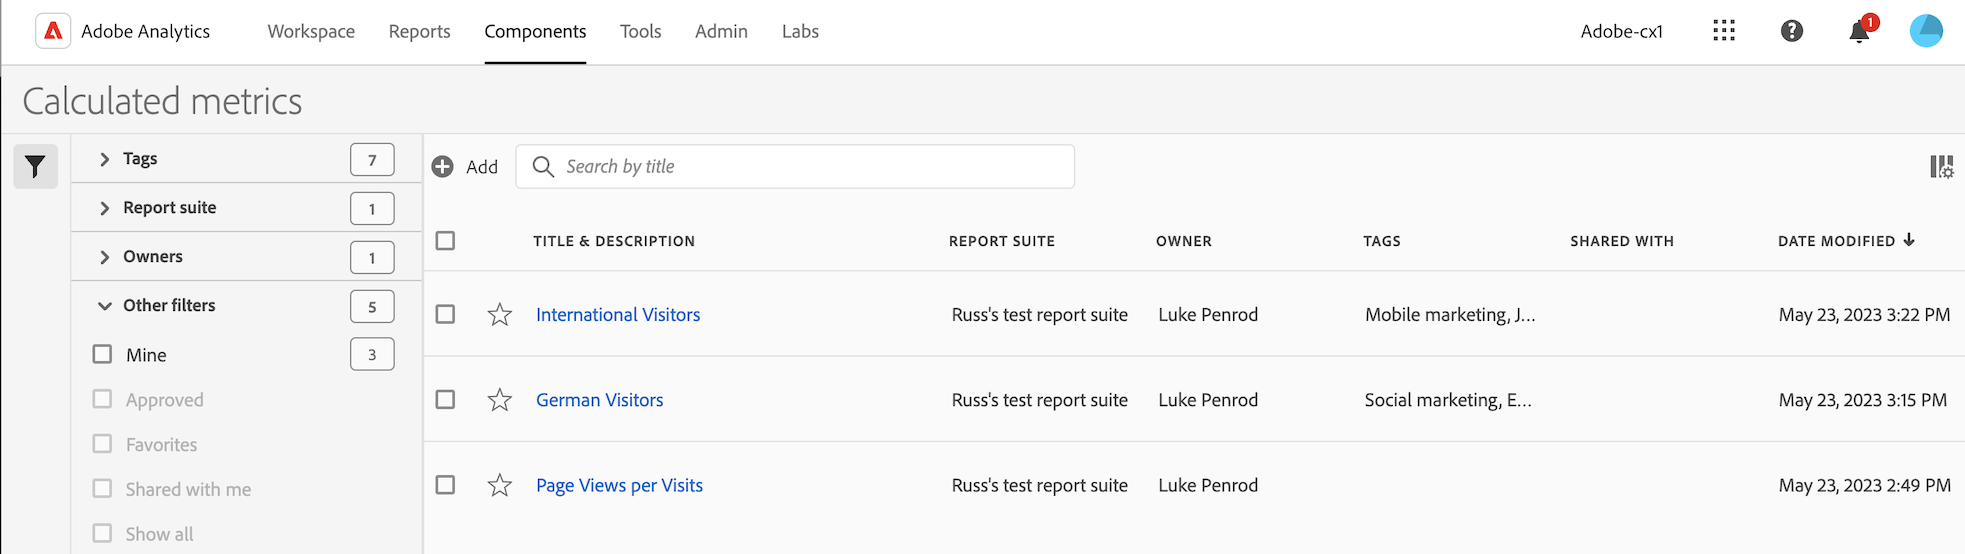 Adobe Analytics Workspace Reports Components Tools Admin Labs Adobe-cx1 1
Calculated metrics
Tags 7
Report suite 1
Owners 1
Other filters 5
Mine 3
Approved
Favorites
Shared with me
Show all
Add Search by title
TITLE & DESCRIPTION REPORT SUITE OWNER TAGS SHARED WITH DATE MODIFIED
International Visitors Russ's test report suite Luke Penrod Mobile marketing, J... May 23, 2023 3:22 PM
German Visitors Russ's test report suite Luke Penrod Social marketing, E... May 23, 2023 3:15 PM
Page Views per Visits Russ's test report suite Luke Penrod May 23, 2023 2:49 PM